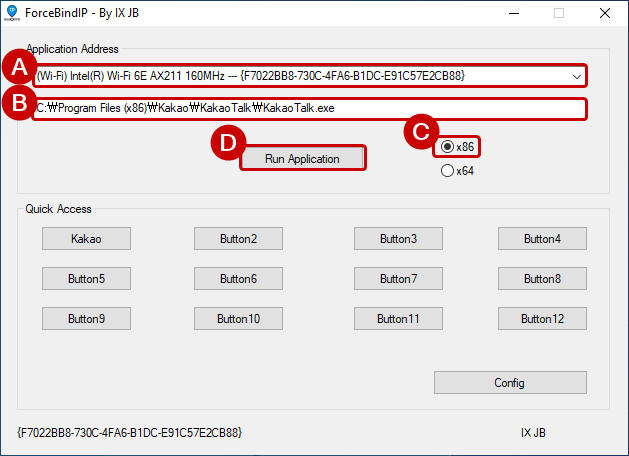 ForceBindIP - By IX JB
Application Address
A
(Wi-Fi) Intel(R) Wi-Fi 6E AX211 160MHz --- {F7022BB8-730C-4FA6-B1DC-E91C57E2CB88}
B
C:₩Program Files (x86)₩Kakao₩KakaoTalk₩KakaoTalk.exe
C
x86
D
Run Application
x64
Quick Access
Kakao Button2 Button3 Button4
Button5 Button6 Button7 Button8
Button9 Button10 Button11 Button12
Config
{F7022BB8-730C-4FA6-B1DC-E91C57E2CB88} IX JB